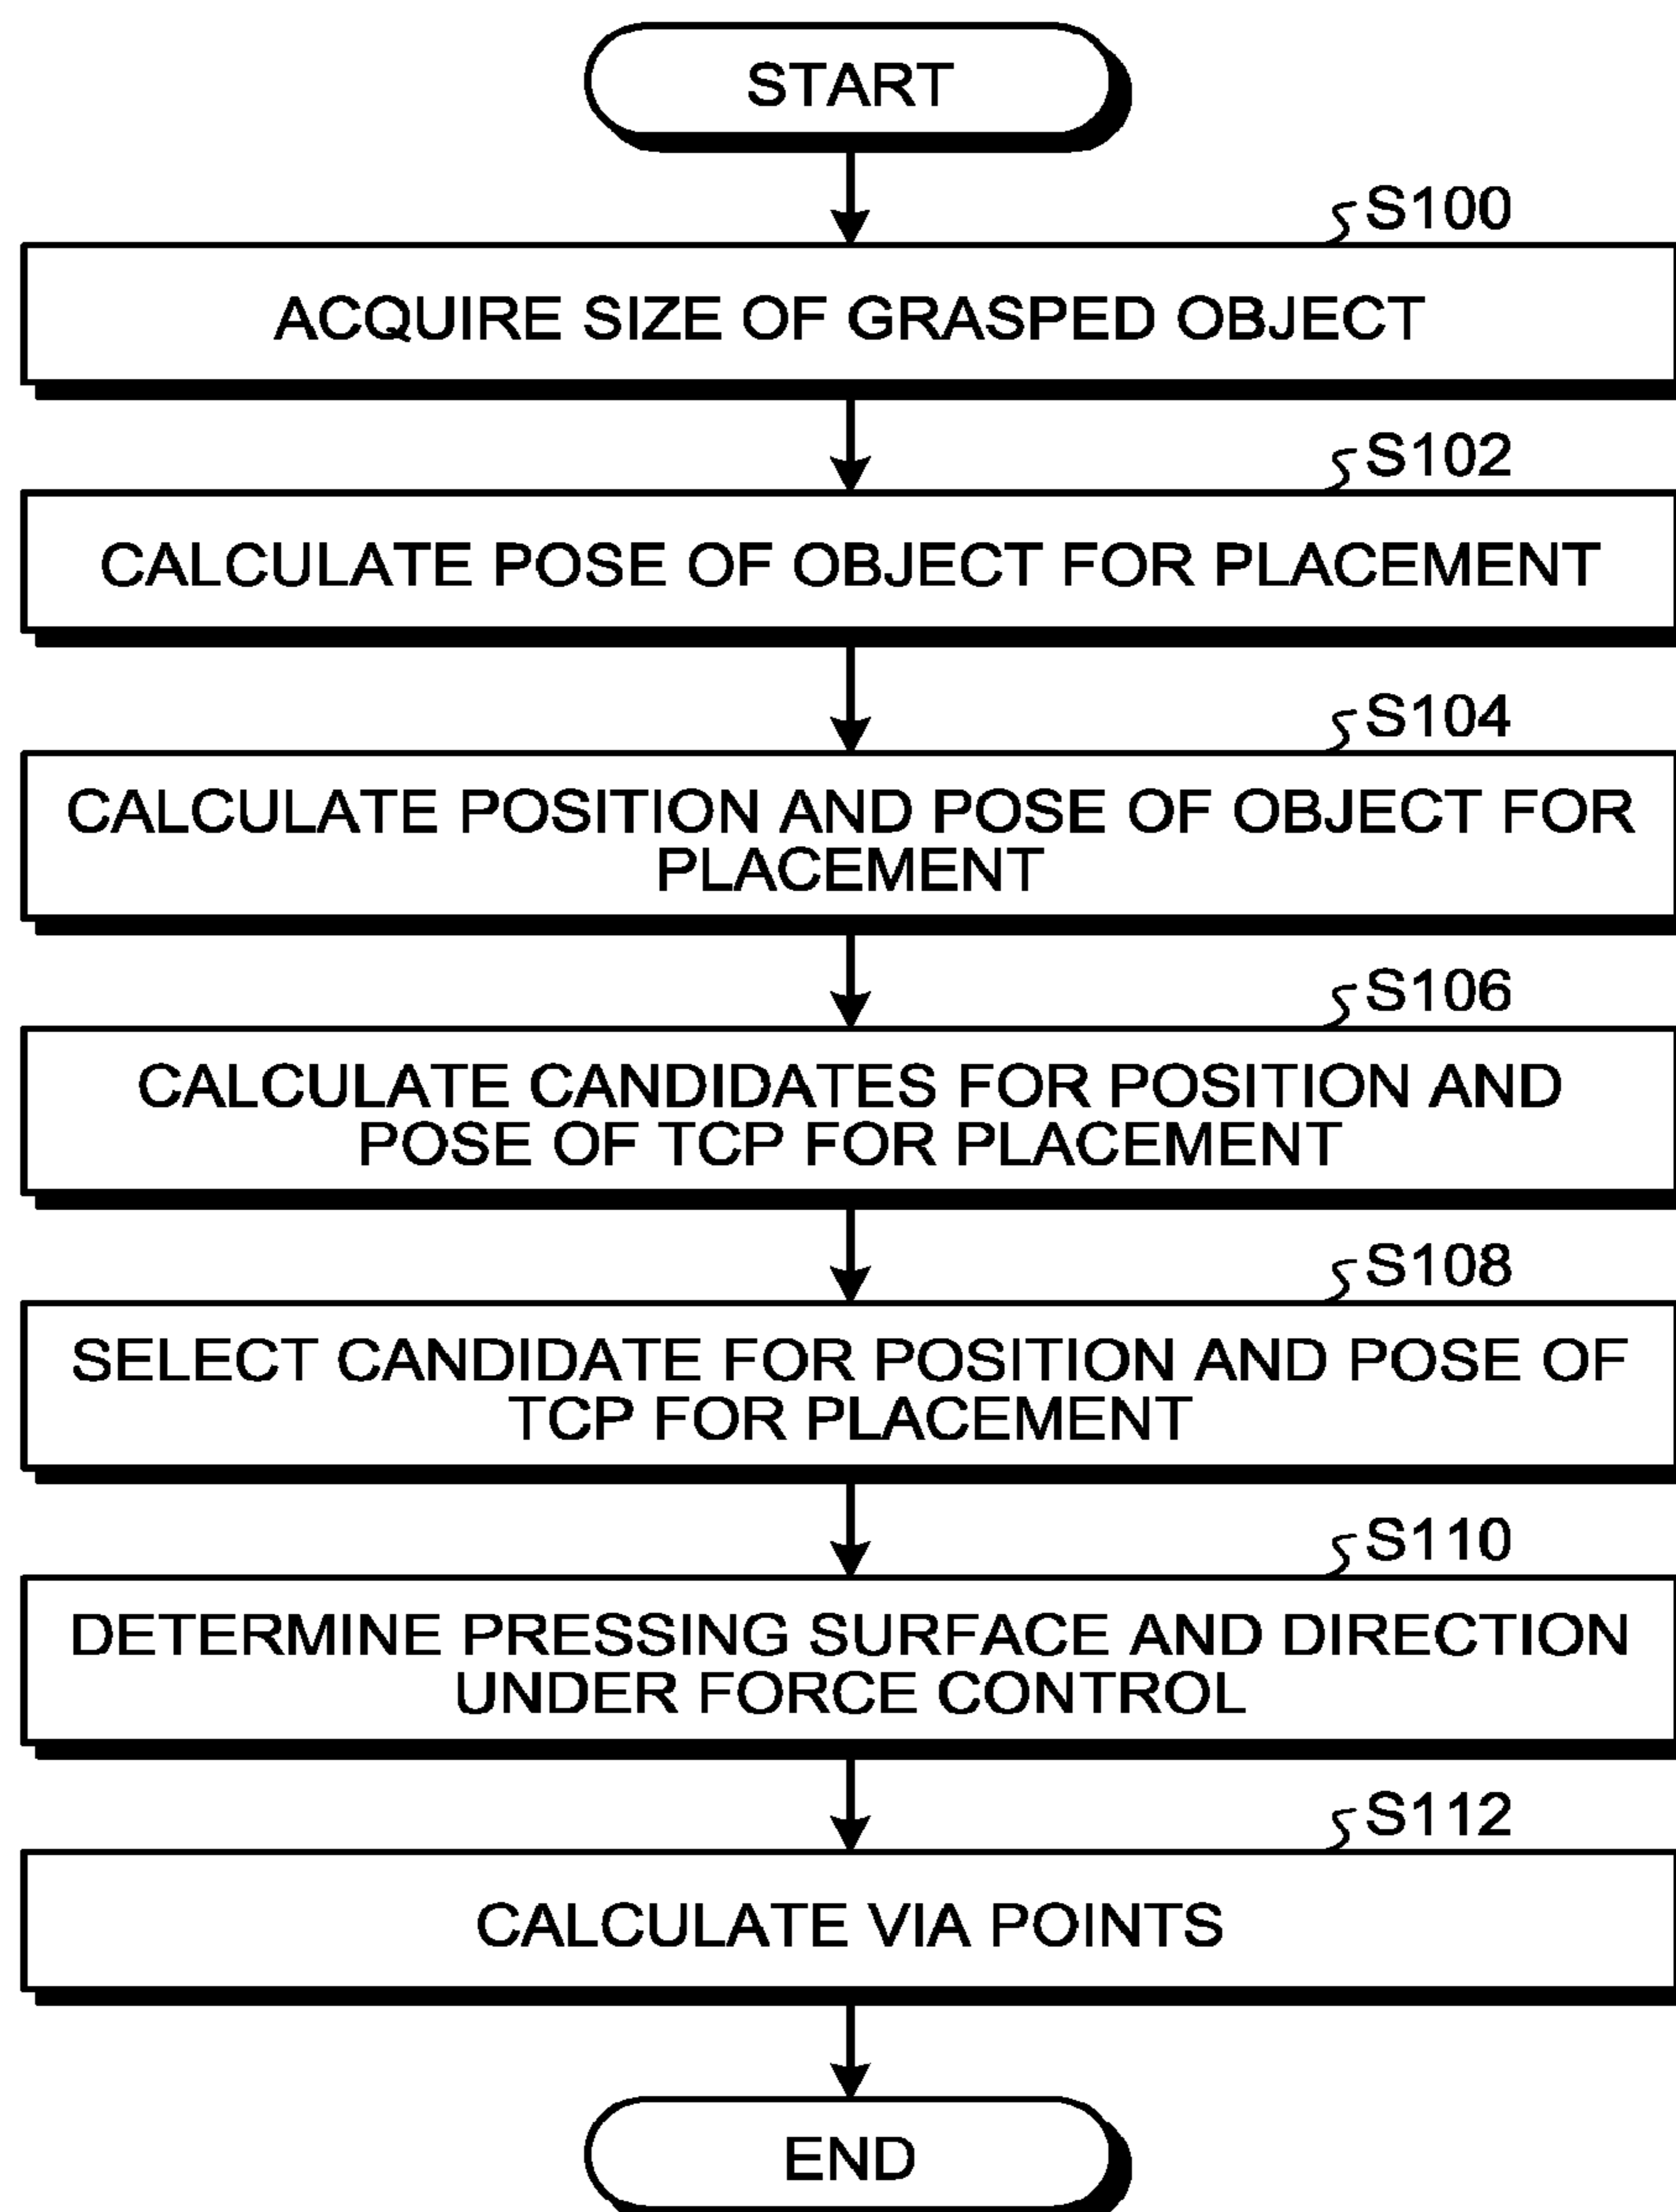 START
S100
ACQUIRE SIZE OF GRASPED OBJECT
S102
CALCULATE POSE OF OBJECT FOR PLACEMENT
S104
CALCULATE POSITION AND POSE OF OBJECT FOR
PLACEMENT
S106
CALCULATE CANDIDATES FOR POSITION AND
POSE OF TCP FOR PLACEMENT
S108
SELECT CANDIDATE FOR POSITION AND POSE OF
TCP FOR PLACEMENT
S110
DETERMINE PRESSING SURFACE AND DIRECTION
UNDER FORCE CONTROL
S112
CALCULATE VIA POINTS
END